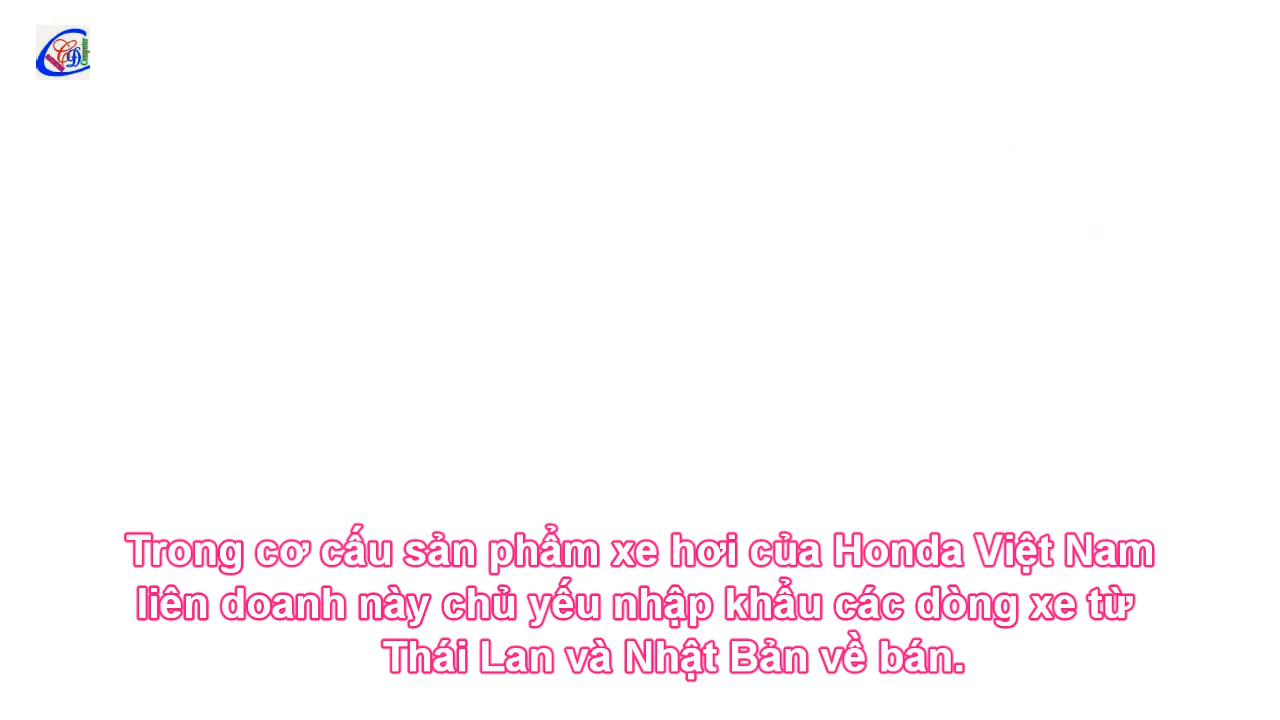 Computer
Trong cơ cấu sản phẩm xe hơi của Honda Việt Nam
liên doanh này chủ yếu nhập khẩu các dòng xe từ
Thái Lan và Nhật Bản về bán.